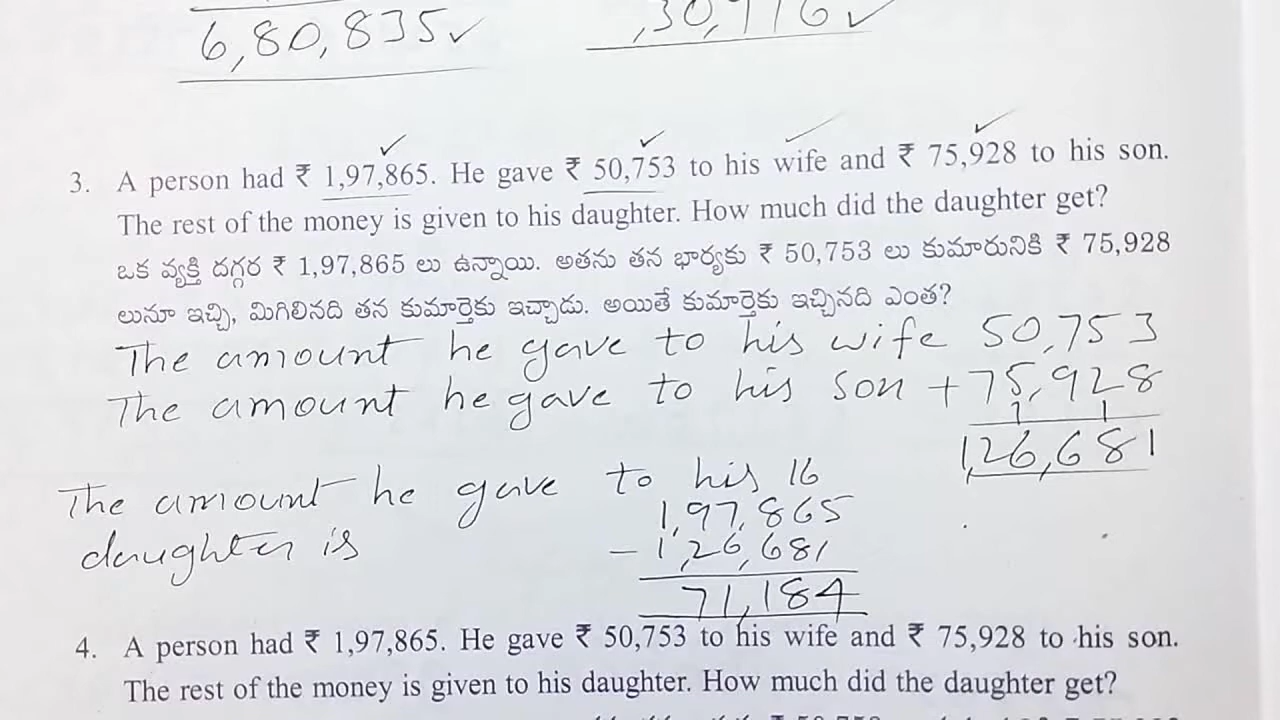 6,80,835✓
3. A person had ₹ 1,97,865. He gave ₹ 50,753 to his wife and ₹ 75,928 to his son.
The rest of the money is given to his daughter. How much did the daughter get?
ఒక వ్యక్తి దగ్గర ₹ 1,97,865 లు ఉన్నాయి. అతను తన భార్యకు ₹ 50,753 లు కుమారునికి ₹ 75,928
లునూ ఇచ్చి, మిగిలినది తన కుమార్తెకు ఇచ్చాడు. అయితే కుమార్తెకు ఇచ్చినది ఎంత?
The amount he gave to his wife 50,753
The amount he gave to his son + 75,928
1 1
1,26,681
The amount he gave to his 16
1,97,865
daughter is - 1,26,681
71,184
4. A person had ₹ 1,97,865. He gave ₹ 50,753 to his wife and ₹ 75,928 to his son.
The rest of the money is given to his daughter. How much did the daughter get?